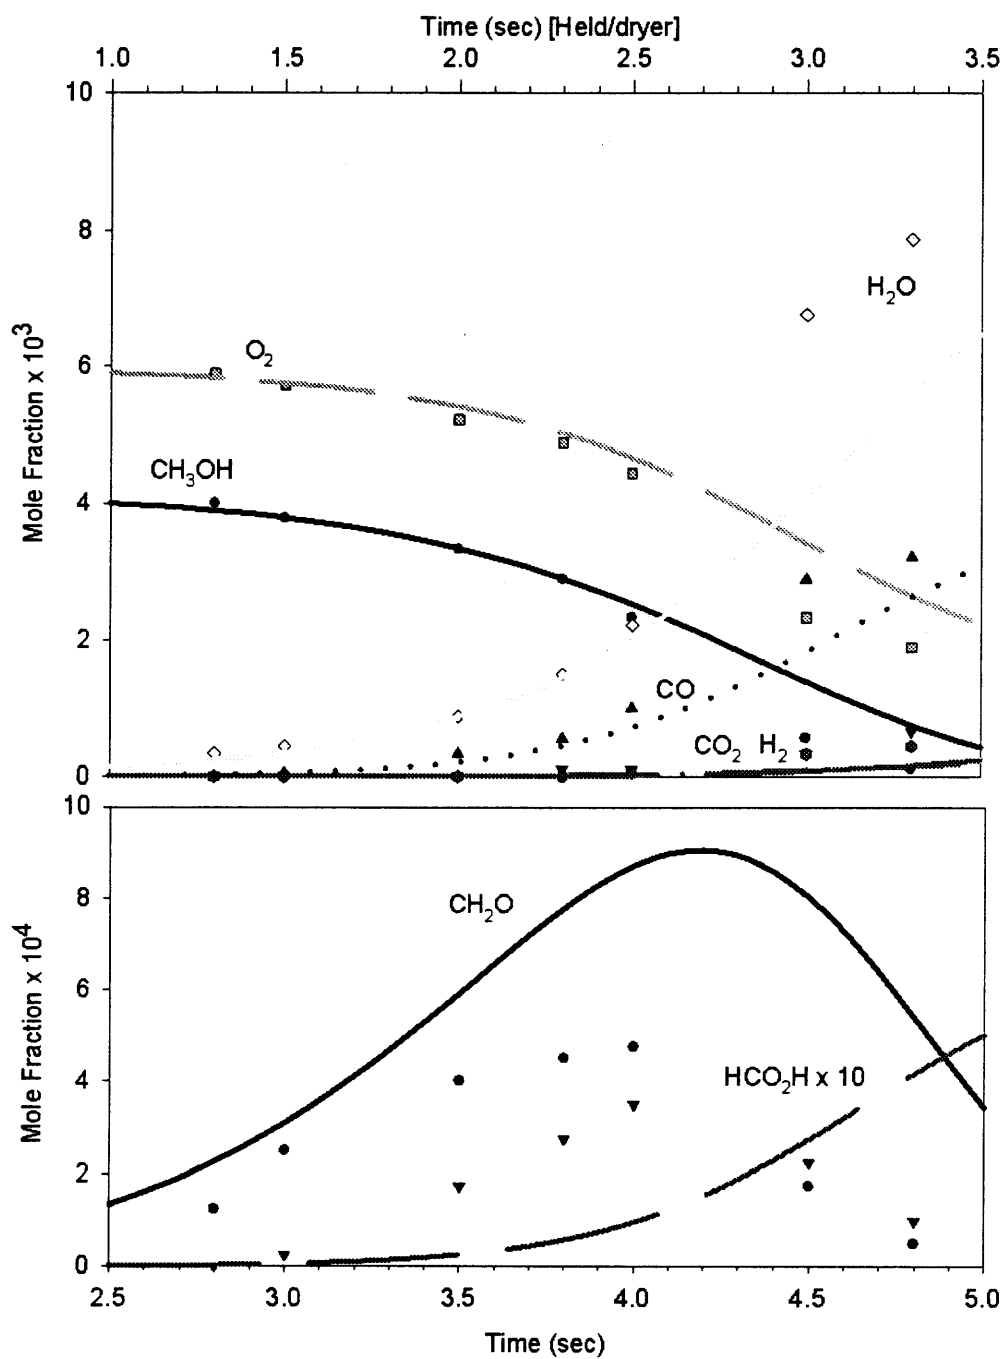 Time (sec) [Held/dryer]
1.0 1.5 2.0 2.5 3.0 3.5
10
8
H₂O
O₂
6
Mole Fraction x 10³
CH₃OH
4
2
CO
CO₂ H₂
0
10
CH₂O
8
6
Mole Fraction x 10⁴
4
HCO₂H x 10
2
0
2.5 3.0 3.5 4.0 4.5 5.0
Time (sec)